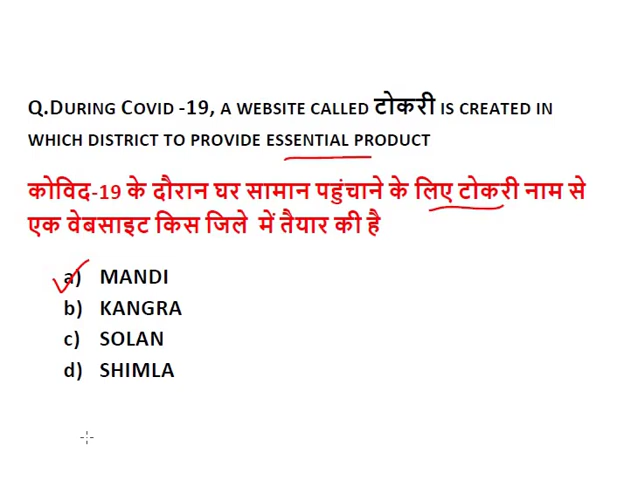 Q.DURING COVID -19, A WEBSITE CALLED टोकरी IS CREATED IN
WHICH DISTRICT TO PROVIDE ESSENTIAL PRODUCT
कोविद-19 के दौरान घर सामान पहुंचाने के लिए टोकरी नाम से
एक वेबसाइट किस जिले में तैयार की है
a) MANDI
b) KANGRA
c) SOLAN
d) SHIMLA